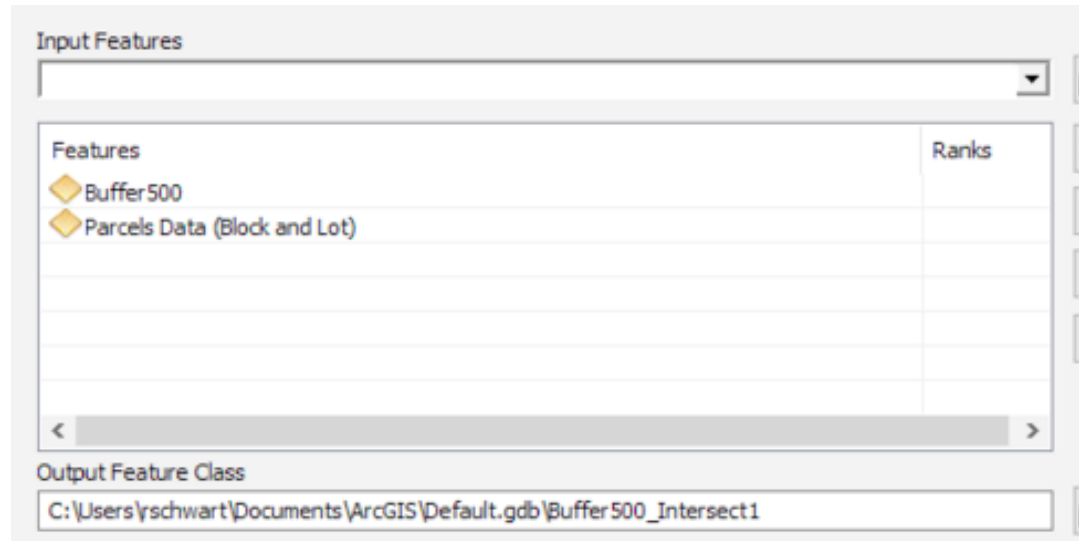 Input Features
Features Ranks
Buffer500
Parcels Data (Block and Lot)
Output Feature Class
C:\Users\rschwart\Documents\ArcGIS\Default.gdb\Buffer500_Intersect1